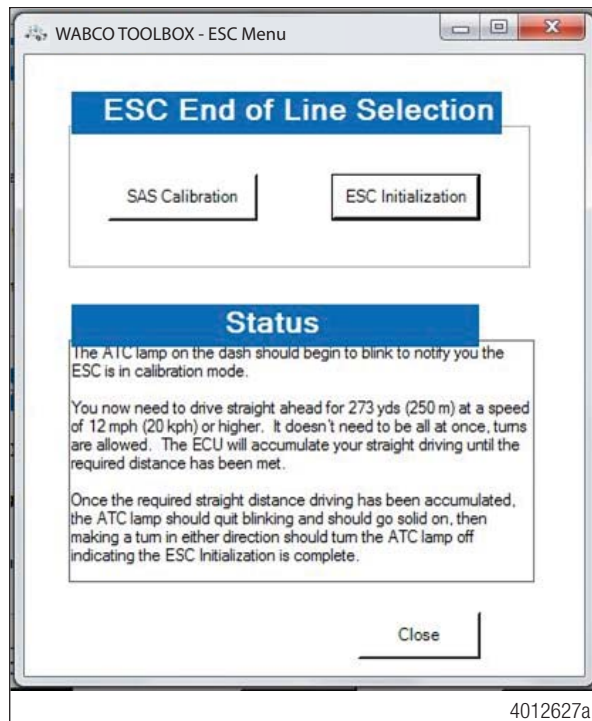 WABCO TOOLBOX - ESC Menu
ESC End of Line Selection
SAS Calibration
ESC Initialization
Status
The ATC lamp on the dash should begin to blink to notify you the
ESC is in calibration mode.
You now need to drive straight ahead for 273 yds (250 m) at a speed
of 12 mph (20 kph) or higher. It doesn't need to be all at once, turns
are allowed. The ECU will accumulate your straight driving until the
required distance has been met.
Once the required straight distance driving has been accumulated,
the ATC lamp should quit blinking and should go solid on, then
making a turn in either direction should turn the ATC lamp off
indicating the ESC Initialization is complete.
Close
4012627a